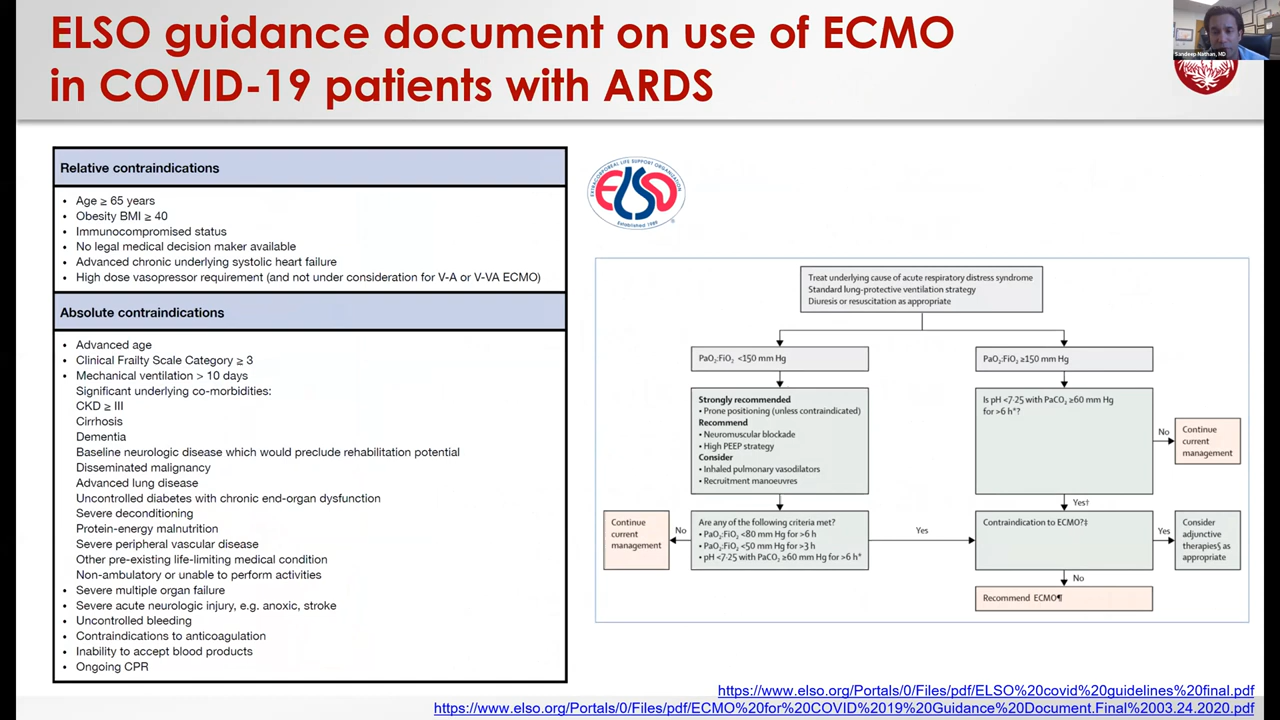 ELSO guidance document on use of ECMO
in COVID-19 patients with ARDS
Sandeep Nathan, MD
Relative contraindications
• Age ≥ 65 years
• Obesity BMI ≥ 40
• Immunocompromised status
• No legal medical decision maker available
• Advanced chronic underlying systolic heart failure
• High dose vasopressor requirement (and not under consideration for V-A or V-VA ECMO)
Absolute contraindications
• Advanced age
• Clinical Frailty Scale Category ≥ 3
• Mechanical ventilation > 10 days
Significant underlying co-morbidities:
CKD ≥ III
Cirrhosis
Dementia
Baseline neurologic disease which would preclude rehabilitation potential
Disseminated malignancy
Advanced lung disease
Uncontrolled diabetes with chronic end-organ dysfunction
Severe deconditioning
Protein-energy malnutrition
Severe peripheral vascular disease
Other pre-existing life-limiting medical condition
Non-ambulatory or unable to perform activities
• Severe multiple organ failure
• Severe acute neurologic injury, e.g. anoxic, stroke
• Uncontrolled bleeding
• Contraindications to anticoagulation
• Inability to accept blood products
• Ongoing CPR
EXTRACORPOREAL LIFE SUPPORT ORGANIZATION
ELSO
Established 1989
Treat underlying cause of acute respiratory distress syndrome
Standard lung-protective ventilation strategy
Diuresis or resuscitation as appropriate
PaO₂:FiO₂ <150 mm Hg
Strongly recommended
• Prone positioning (unless contraindicated)
Recommend
• Neuromuscular blockade
• High PEEP strategy
Consider
• Inhaled pulmonary vasodilators
• Recruitment manoeuvres
Are any of the following criteria met?
• PaO₂:FiO₂ <80 mm Hg for >6 h
• PaO₂:FiO₂ <50 mm Hg for >3 h
• pH <7·25 with PaCO₂ ≥60 mm Hg for >6 h*
No
Continue
current
management
Yes
PaO₂:FiO₂ ≥150 mm Hg
Is pH <7·25 with PaCO₂ ≥60 mm Hg
for >6 h*?
No
Continue
current
management
Yes†
Contraindication to ECMO?‡
Yes
Consider
adjunctive
therapies§ as
appropriate
No
Recommend ECMO¶
https://www.elso.org/Portals/0/Files/pdf/ELSO%20covid%20guidelines%20final.pdf
https://www.elso.org/Portals/0/Files/pdf/ECMO%20for%20COVID%2019%20Guidance%20Document.Final%2003.24.2020.pdf